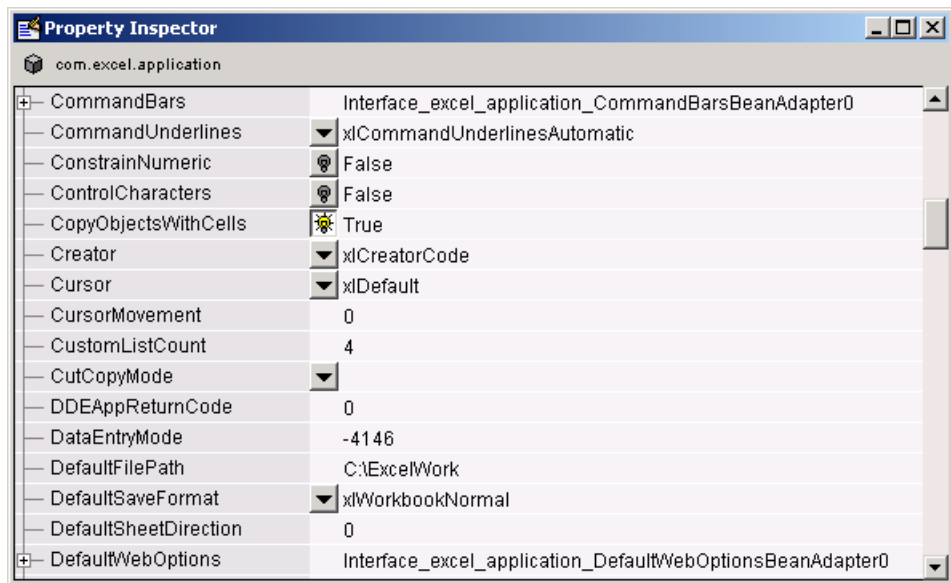 Property Inspector
com.excel.application
CommandBars Interface_excel_application_CommandBarsBeanAdapter0
CommandUnderlines xlCommandUnderlinesAutomatic
ConstrainNumeric False
ControlCharacters False
CopyObjectsWithCells True
Creator xlCreatorCode
Cursor xlDefault
CursorMovement 0
CustomListCount 4
CutCopyMode
DDEAppReturnCode 0
DataEntryMode -4146
DefaultFilePath C:\ExcelWork
DefaultSaveFormat xlWorkbookNormal
DefaultSheetDirection 0
DefaultWebOptions Interface_excel_application_DefaultWebOptionsBeanAdapter0